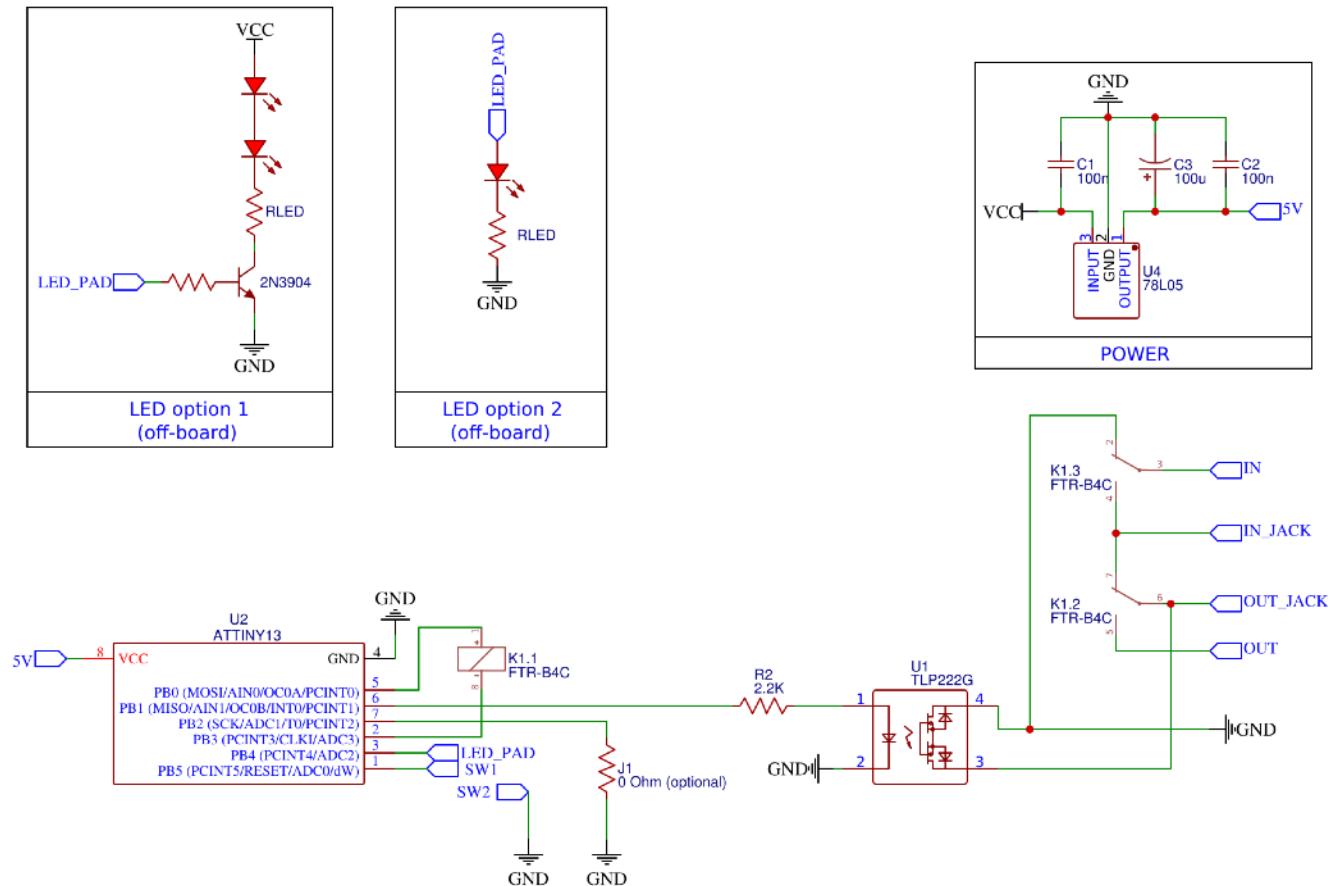 VCC
RLED
LED_PAD
2N3904
GND
LED option 1
(off-board)
LED_PAD
RLED
GND
LED option 2
(off-board)
GND
C1
100n
C3
100u
C2
100n
+
VCC
5V
3
2
1
INPUT
GND
OUTPUT
U4
78L05
POWER
2
3
IN
K1.3
FTR-B4C
4
IN_JACK
7
6
OUT_JACK
K1.2
FTR-B4C
5
OUT
GND
U2
ATTINY13
5V
8
VCC
GND
4
1
+
K1.1
FTR-B4C
-
8
PB0 (MOSI/AIN0/OC0A/PCINT0)
5
PB1 (MISO/AIN1/OC0B/INT0/PCINT1)
6
PB2 (SCK/ADC1/T0/PCINT2)
7
PB3 (PCINT3/CLKI/ADC3)
2
PB4 (PCINT4/ADC2)
3
LED_PAD
PB5 (PCINT5/RESET/ADC0/dW)
1
SW1
SW2
GND
J1
0 Ohm (optional)
GND
R2
2.2K
U1
TLP222G
1
4
2
3
GND
GND